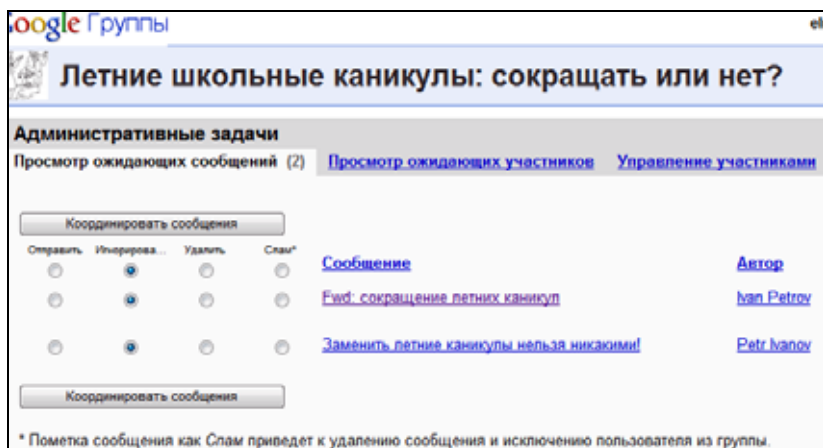 Google Группы
Летние школьные каникулы: сокращать или нет?
Административные задачи
Просмотр ожидающих сообщений (2) Просмотр ожидающих участников Управление участниками
Координировать сообщения
Отправить Игнорирова... Удалить Спам*
Сообщение Автор
Fwd: сокращение летних каникул Ivan Petrov
Заменить летние каникулы нельзя никакими! Petr Ivanov
Координировать сообщения
* Пометка сообщения как Спам приведет к удалению сообщения и исключению пользователя из группы.